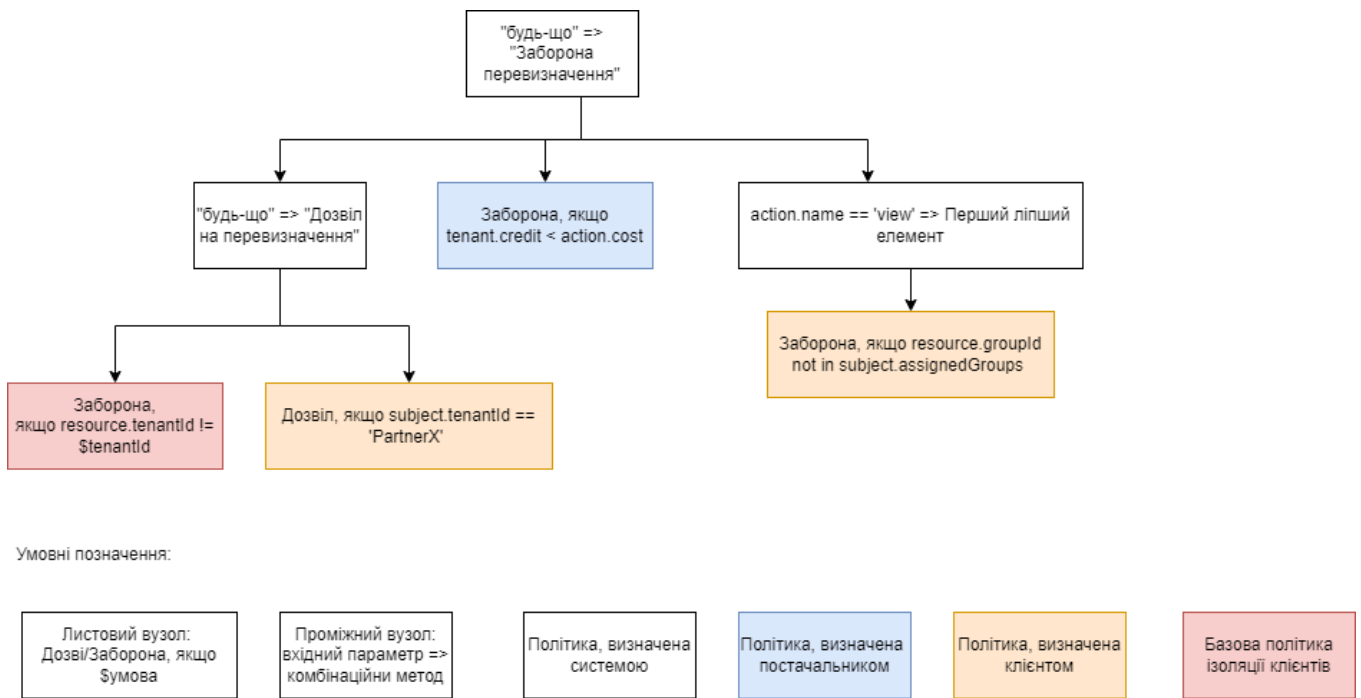 "будь-що" =>
"Заборона
перевизначення"
"будь-що" => "Дозвіл
на перевизначення"
Заборона, якщо
tenant.credit < action.cost
action.name == 'view' => Перший ліпший
елемент
Заборона,
якщо resource.tenantId !=
$tenantId
Дозвіл, якщо subject.tenantId ==
'PartnerX'
Заборона, якщо resource.groupId
not in subject.assignedGroups
Умовні позначення:
Листовий вузол:
Дозві/Заборона, якщо
$умова
Проміжний вузол:
вхідний параметр =>
комбінаційни метод
Політика, визначена
системою
Політика, визначена
постачальником
Політика, визначена
клієнтом
Базова політика
ізоляції клієнтів